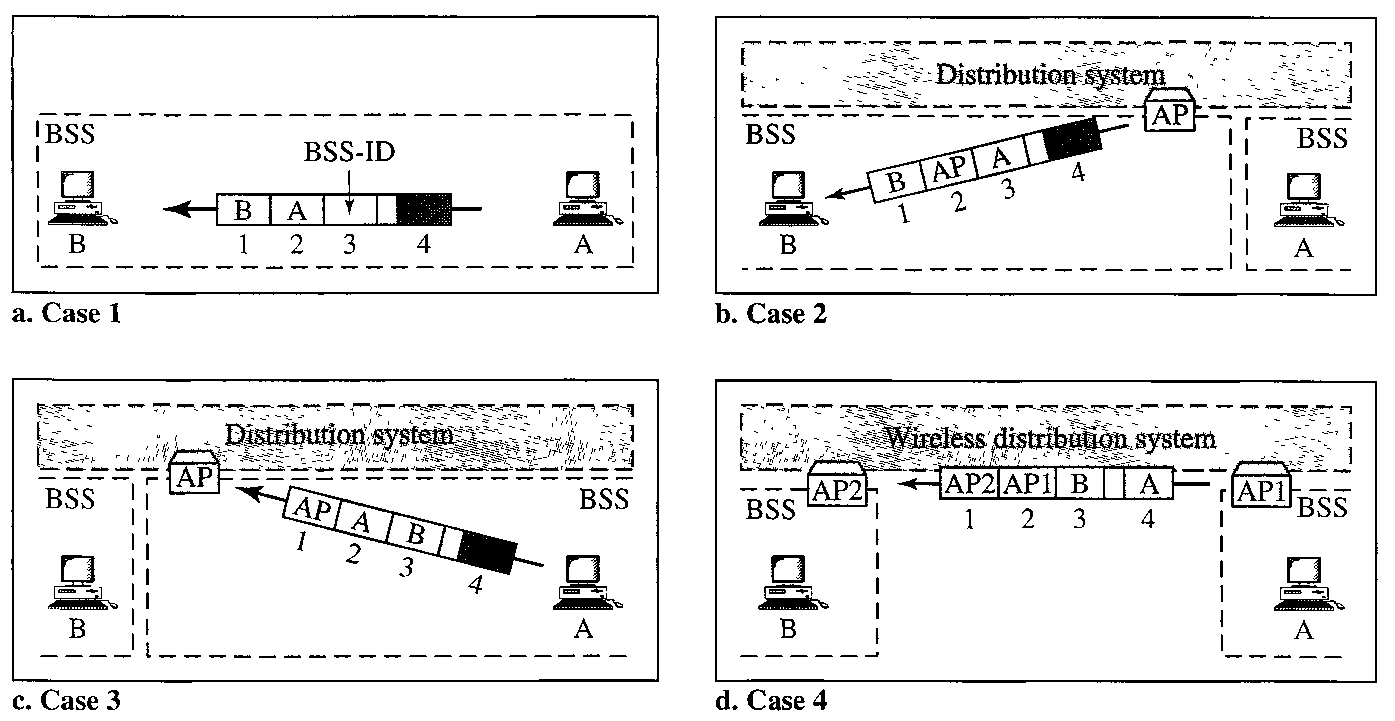 BSS
BSS-ID
B A
B 1 2 3 4 A
a. Case 1
Distribution system
AP
BSS BSS
B AP A
1 2 3 4
B A
b. Case 2
Distribution system
AP
BSS BSS
AP A B
1 2 3 4
B A
c. Case 3
Wireless distribution system
AP2 AP2 AP1 B A AP1
BSS 1 2 3 4 BSS
B A
d. Case 4